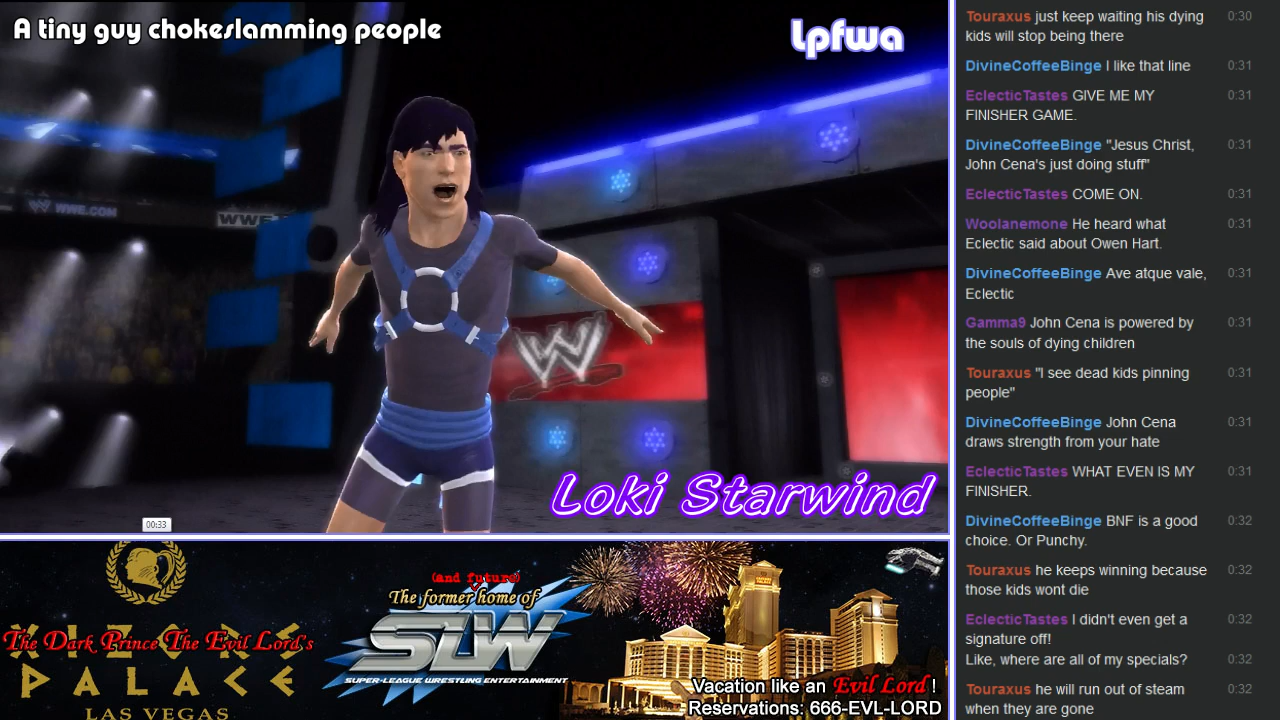 A tiny guy chokeslamming people
lpfwa
WWE.COM
WWE
Loki Starwind
00:33
(and future)
The former home of
SLW
SUPER-LEAGUE WRESTLING ENTERTAINMENT
The Dark Prince The Evil Lord's
PALACE
LAS VEGAS
Vacation like an Evil Lord !
Reservations: 666-EVL-LORD
Touraxus just keep waiting his dying 0:30
kids will stop being there
DivineCoffeeBinge I like that line 0:31
EclecticTastes GIVE ME MY 0:31
FINISHER GAME.
DivineCoffeeBinge "Jesus Christ, 0:31
John Cena's just doing stuff"
EclecticTastes COME ON. 0:31
Woolanemone He heard what 0:31
Eclectic said about Owen Hart.
DivineCoffeeBinge Ave atque vale, 0:31
Eclectic
Gamma9 John Cena is powered by 0:31
the souls of dying children
Touraxus "I see dead kids pinning 0:31
people"
DivineCoffeeBinge John Cena 0:31
draws strength from your hate
EclecticTastes WHAT EVEN IS MY 0:31
FINISHER.
DivineCoffeeBinge BNF is a good 0:32
choice. Or Punchy.
Touraxus he keeps winning because 0:32
those kids wont die
EclecticTastes I didn't even get a 0:32
signature off!
Like, where are all of my specials? 0:32
Touraxus he will run out of steam 0:32
when they are gone